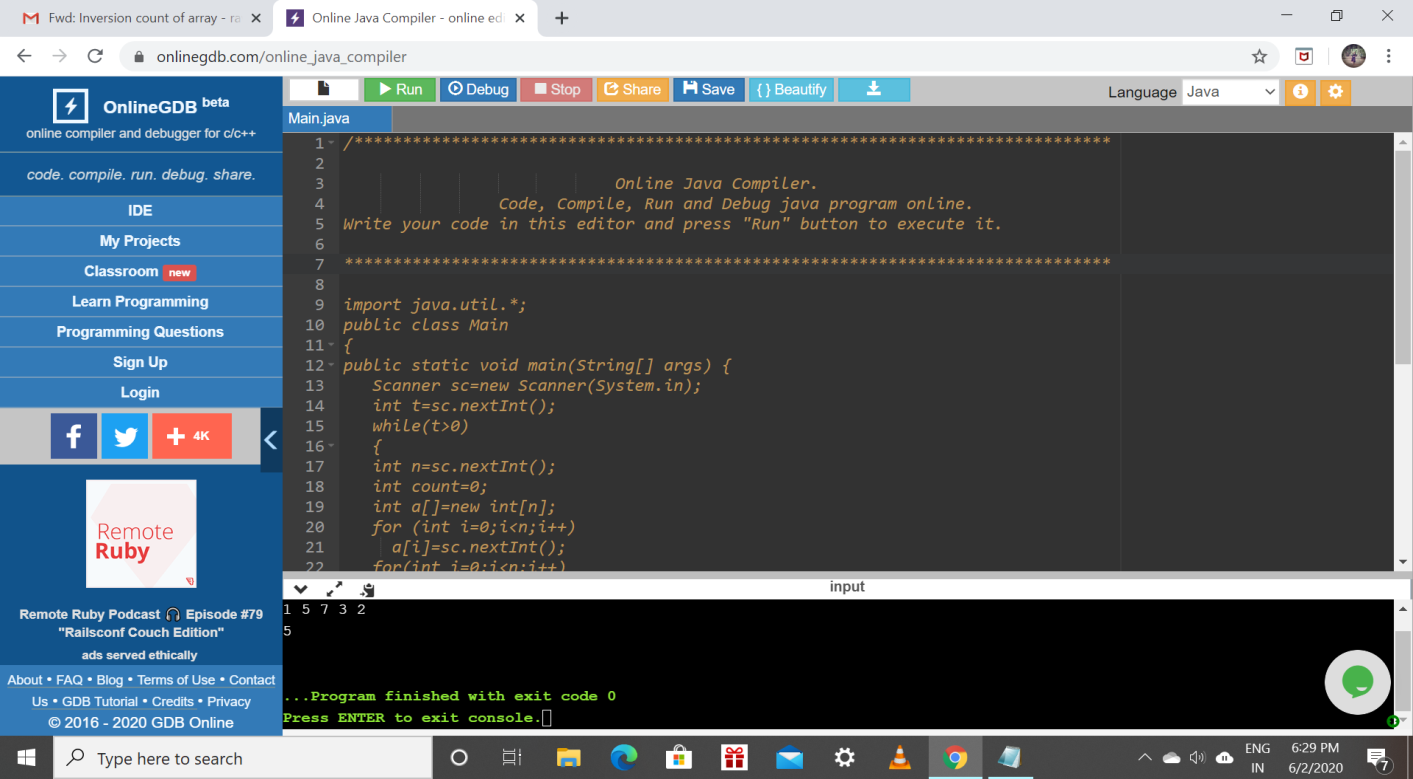 Fwd: Inversion count of array - ra
Online Java Compiler - online edi
onlinegdb.com/online_java_compiler
OnlineGDB beta
online compiler and debugger for c/c++
code. compile. run. debug. share.
IDE
My Projects
Classroom new
Learn Programming
Programming Questions
Sign Up
Login
4K
Remote
Ruby
Remote Ruby Podcast 🎧 Episode #79
"Railsconf Couch Edition"
ads served ethically
About • FAQ • Blog • Terms of Use • Contact
Us • GDB Tutorial • Credits • Privacy
© 2016 - 2020 GDB Online
Run Debug Stop Share Save { } Beautify
Language Java
Main.java
1 /******************************************************************************
2
3 Online Java Compiler.
4 Code, Compile, Run and Debug java program online.
5 Write your code in this editor and press "Run" button to execute it.
6
7 *******************************************************************************
8
9 import java.util.*;
10 public class Main
11 {
12 public static void main(String[] args) {
13 Scanner sc=new Scanner(System.in);
14 int t=sc.nextInt();
15 while(t>0)
16 {
17 int n=sc.nextInt();
18 int count=0;
19 int a[]=new int[n];
20 for (int i=0;i<n;i++)
21 a[i]=sc.nextInt();
22 for(int i=0;i<n;i++)
input
1 5 7 3 2
5
...Program finished with exit code 0
Press ENTER to exit console.
Type here to search
ENG
IN
6:29 PM
6/2/2020
7